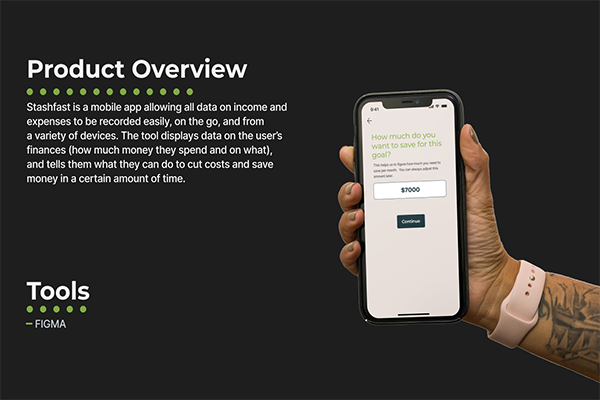 Product Overview
Stashfast is a mobile app allowing all data on income and
expenses to be recorded easily, on the go, and from
a variety of devices. The tool displays data on the user's
finances (how much money they spend and on what),
and tells them what they can do to cut costs and save
money in a certain amount of time.
9:41
How much do you
want to save for this
goal?
This helps us to figure how much you need to
save per month. You can always adjust this
amount later.
$7000
Continue
Tools
– FIGMA